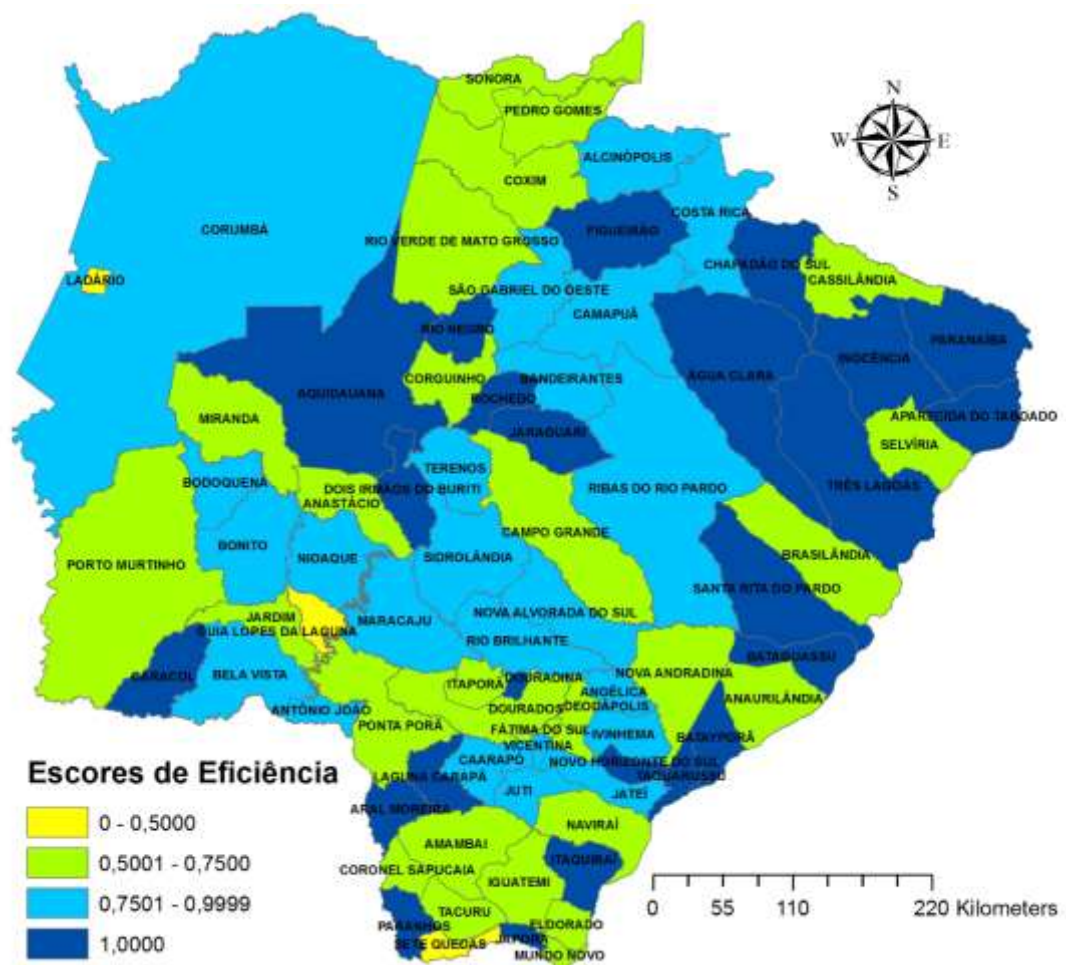 SONORA
PEDRO GOMES
N
ALCINÓPOLIS
W E
COXIM
S
COSTA RICA
CORUMBÁ
FIGUEIRÃO
RIO VERDE DE MATO GROSSO
CHAPADÃO DO SUL
LADÁRIO
CASSILÂNDIA
SÃO GABRIEL DO OESTE
CAMAPUÃ
RIO NEGRO
PARANAÍBA
INOCÊNCIA
ÁGUA CLARA
CORGUINHO
BANDEIRANTES
AQUIDAUANA
ROCHEDO
APARECIDA DO TABOADO
MIRANDA
JARAGUARI
SELVÍRIA
TERENOS
BODOQUENA
DOIS IRMÃOS DO BURITI
RIBAS DO RIO PARDO
TRÊS LAGOAS
ANASTÁCIO
CAMPO GRANDE
BONITO
NIOAQUE
SIDROLÂNDIA
BRASILÂNDIA
PORTO MURTINHO
SANTA RITA DO PARDO
NOVA ALVORADA DO SUL
JARDIM
MARACAJU
GUIA LOPES DA LAGUNA
RIO BRILHANTE
BATAGUASSU
CARACOL
BELA VISTA
DOURADINA
NOVA ANDRADINA
ITAPORÃ
ANGÉLICA
ANAURILÂNDIA
ANTÔNIO JOÃO
DOURADOS
DEODÁPOLIS
PONTA PORÃ
FÁTIMA DO SUL
IVINHEMA
BATAYPORÃ
VICENTINA
Escores de Eficiência
CAARAPÓ
NOVO HORIZONTE DO SUL
LAGUNA CARAPÃ
TAQUARUSSU
JUTI
JATEÍ
ARAL MOREIRA
0 - 0,5000
NAVIRAÍ
AMAMBAI
0,5001 - 0,7500
ITAQUIRAÍ
CORONEL SAPUCAIA
IGUATEMI
0,7501 - 0,9999
TACURU
0 55 110 220 Kilometers
PARANHOS
ELDORADO
1,0000
SETE QUEDAS
JAPORÃ
MUNDO NOVO